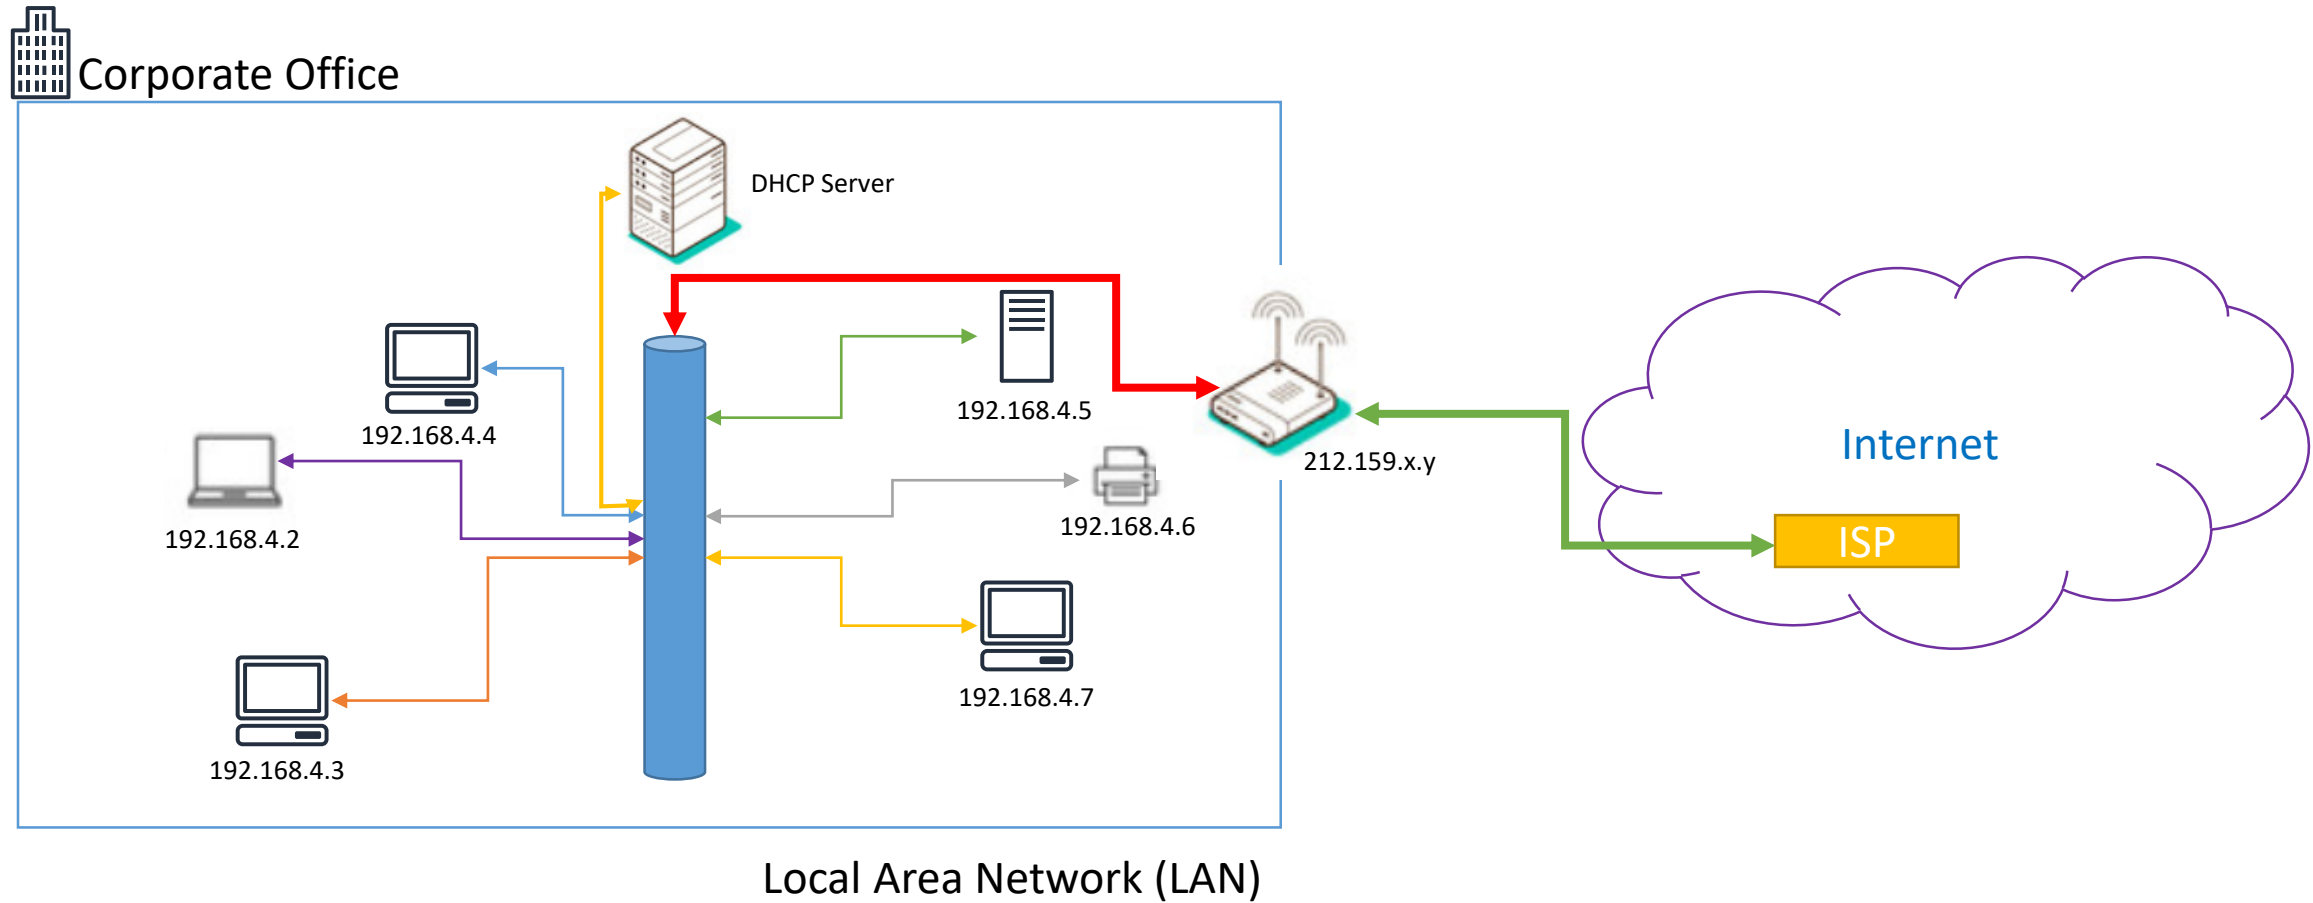 Corporate Office
DHCP Server
192.168.4.5
192.168.4.4
212.159.x.y
Internet
192.168.4.2
192.168.4.6
ISP
192.168.4.7
192.168.4.3
Local Area Network (LAN)